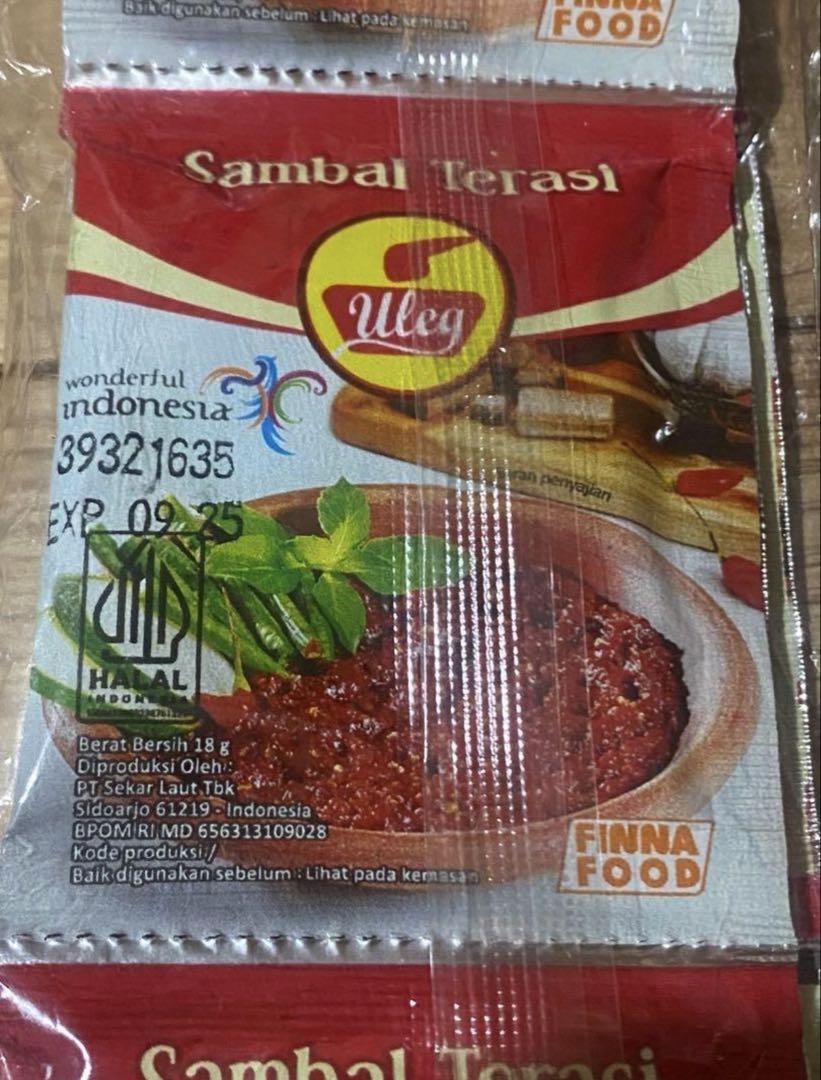 Baik digunakan sebelum : Lihat pada kemasan
FINNA
FOOD
Sambal Terasi
Uleg
wonderful
indonesia
39321635
EXP 09 25
penyajian
HALAL
INDONESIA
Berat Bersih 18 g
Diproduksi Oleh :
PT Sekar Laut Tbk
Sidoarjo 61219 - Indonesia
BPOM RI MD 656313109028
Kode produksi /
Baik digunakan sebelum : Lihat pada kemasan
FINNA
FOOD
Sambal Terasi